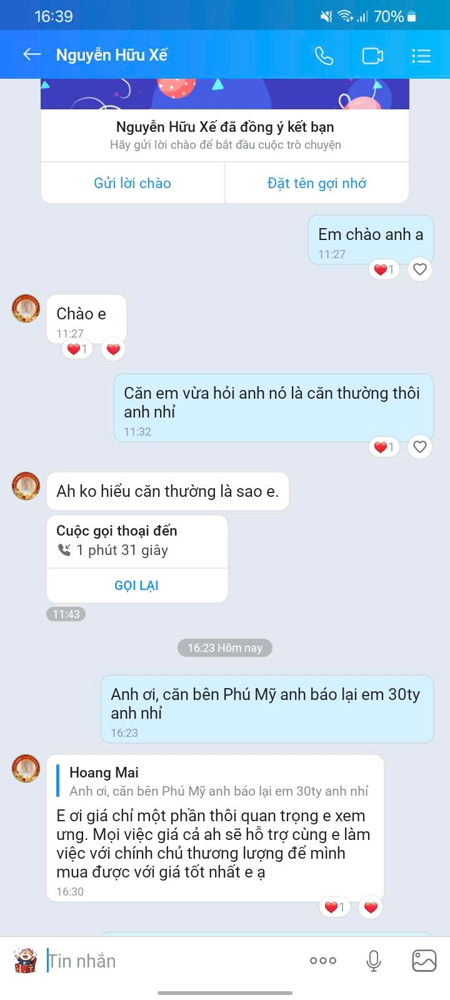 16:39
70%
Nguyễn Hữu Xế
Nguyễn Hữu Xế đã đồng ý kết bạn
Hãy gửi lời chào để bắt đầu cuộc trò chuyện
Gửi lời chào
Đặt tên gợi nhớ
Em chào anh a
11:27
1
Chào e
11:27
1
Căn em vừa hỏi anh nó là căn thường thôi
anh nhỉ
11:32
1
Ah ko hiểu căn thường là sao e.
Cuộc gọi thoại đến
1 phút 31 giây
GỌI LẠI
11:43
16:23 Hôm nay
Anh ơi, căn bên Phú Mỹ anh báo lại em 30ty
anh nhỉ
16:23
Hoang Mai
Anh ơi, căn bên Phú Mỹ anh báo lại em 30ty anh nhỉ
E ơi giá chỉ một phần thôi quan trọng e xem
ưng. Mọi việc giá cả ah sẽ hỗ trợ cùng e làm
việc với chính chủ thương lượng để mình
mua được với giá tốt nhất e ạ
16:30
1
Tin nhắn